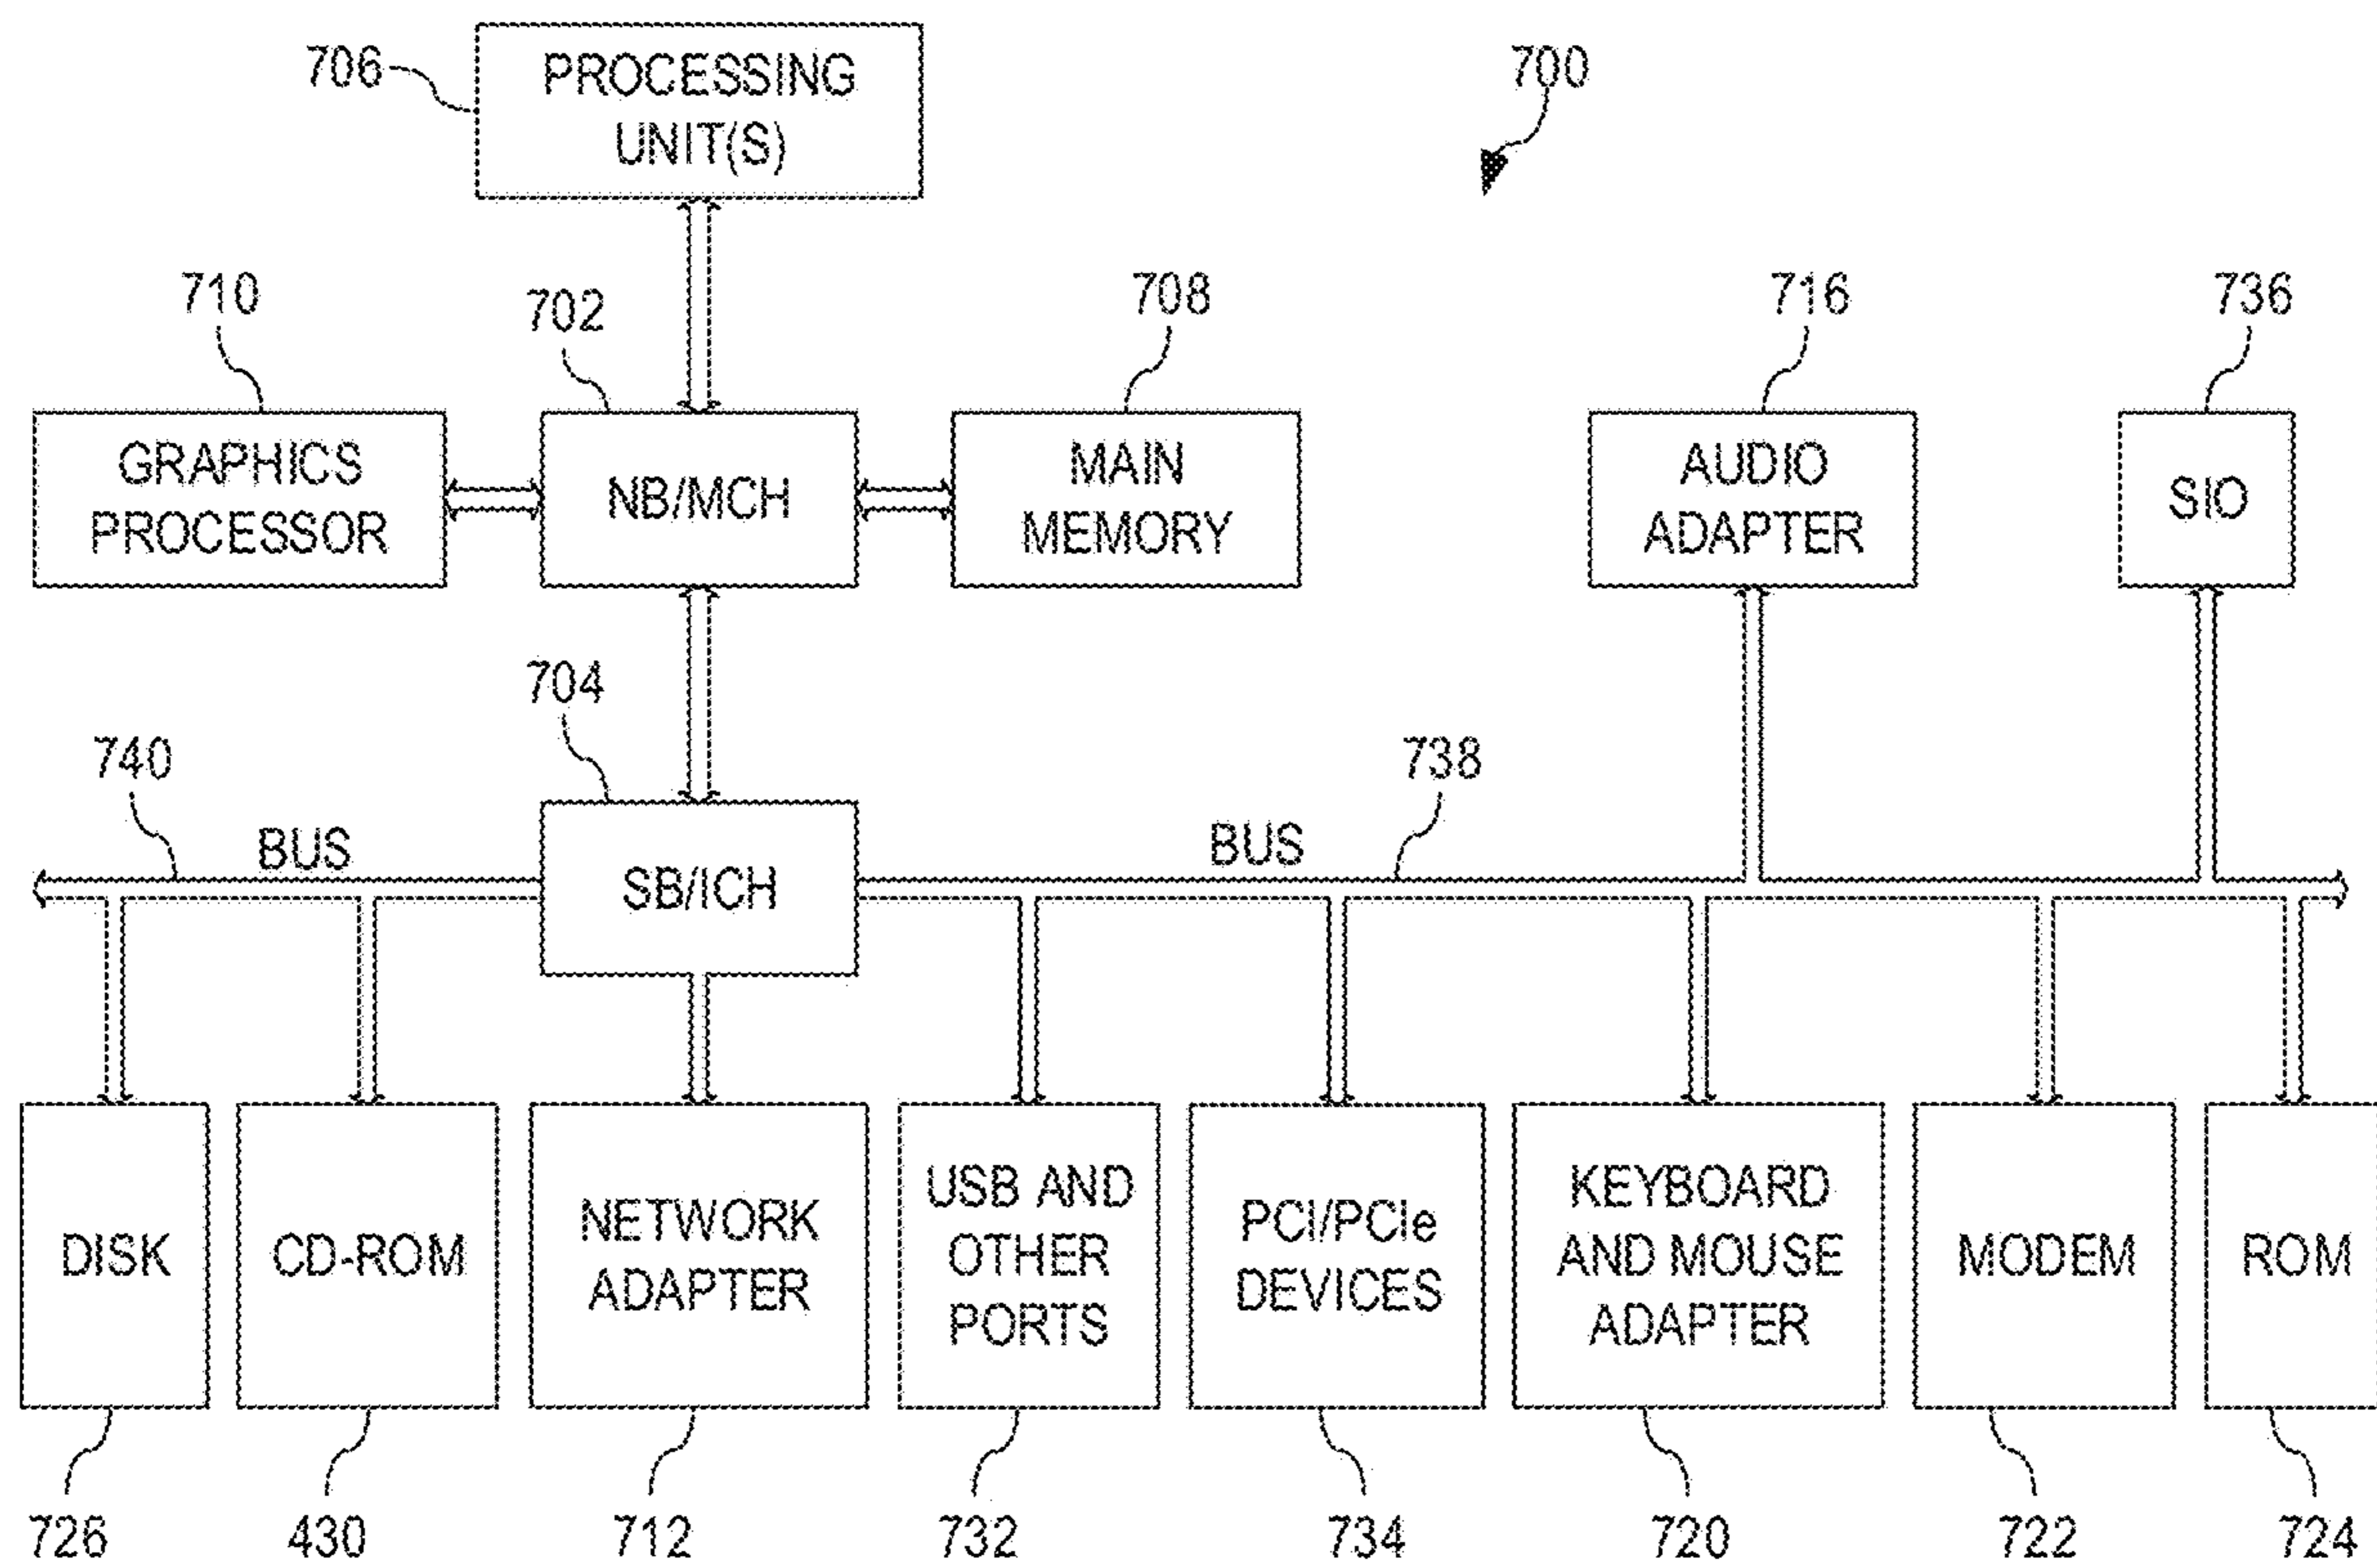 706
PROCESSING
UNIT(S)
700
710
702
708
716
736
GRAPHICS
PROCESSOR
NB/MCH
MAIN
MEMORY
AUDIO
ADAPTER
SIO
704
740
738
BUS
SB/ICH
BUS
DISK
CD-ROM
NETWORK
ADAPTER
USB AND
OTHER
PORTS
PCI/PCIe
DEVICES
KEYBOARD
AND MOUSE
ADAPTER
MODEM
ROM
726
430
712
732
734
720
722
724